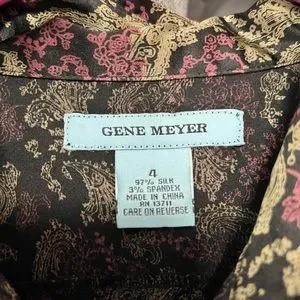 GENE MEYER
4
97% SILK
3% SPANDEX
MADE IN CHINA
RN 13711
CARE ON REVERSE